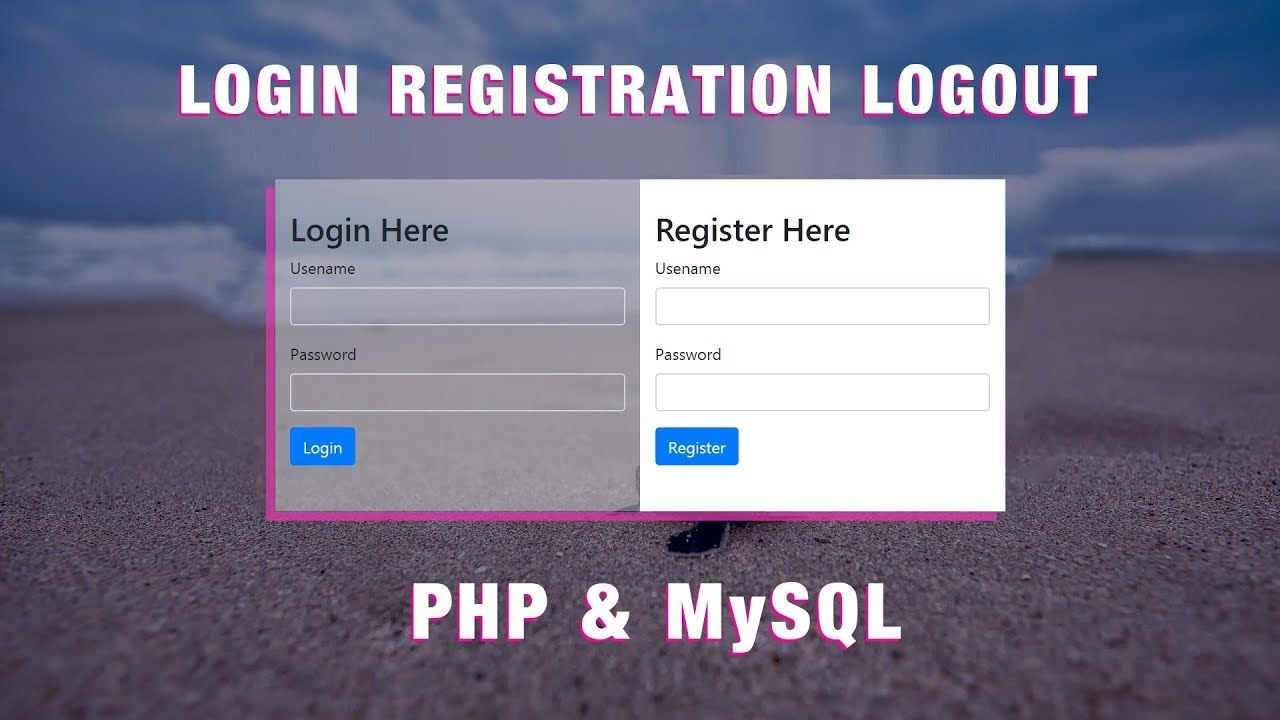 LOGIN REGISTRATION LOGOUT
Login Here
Usename
Password
Login
Register Here
Usename
Password
Register
PHP & MySQL